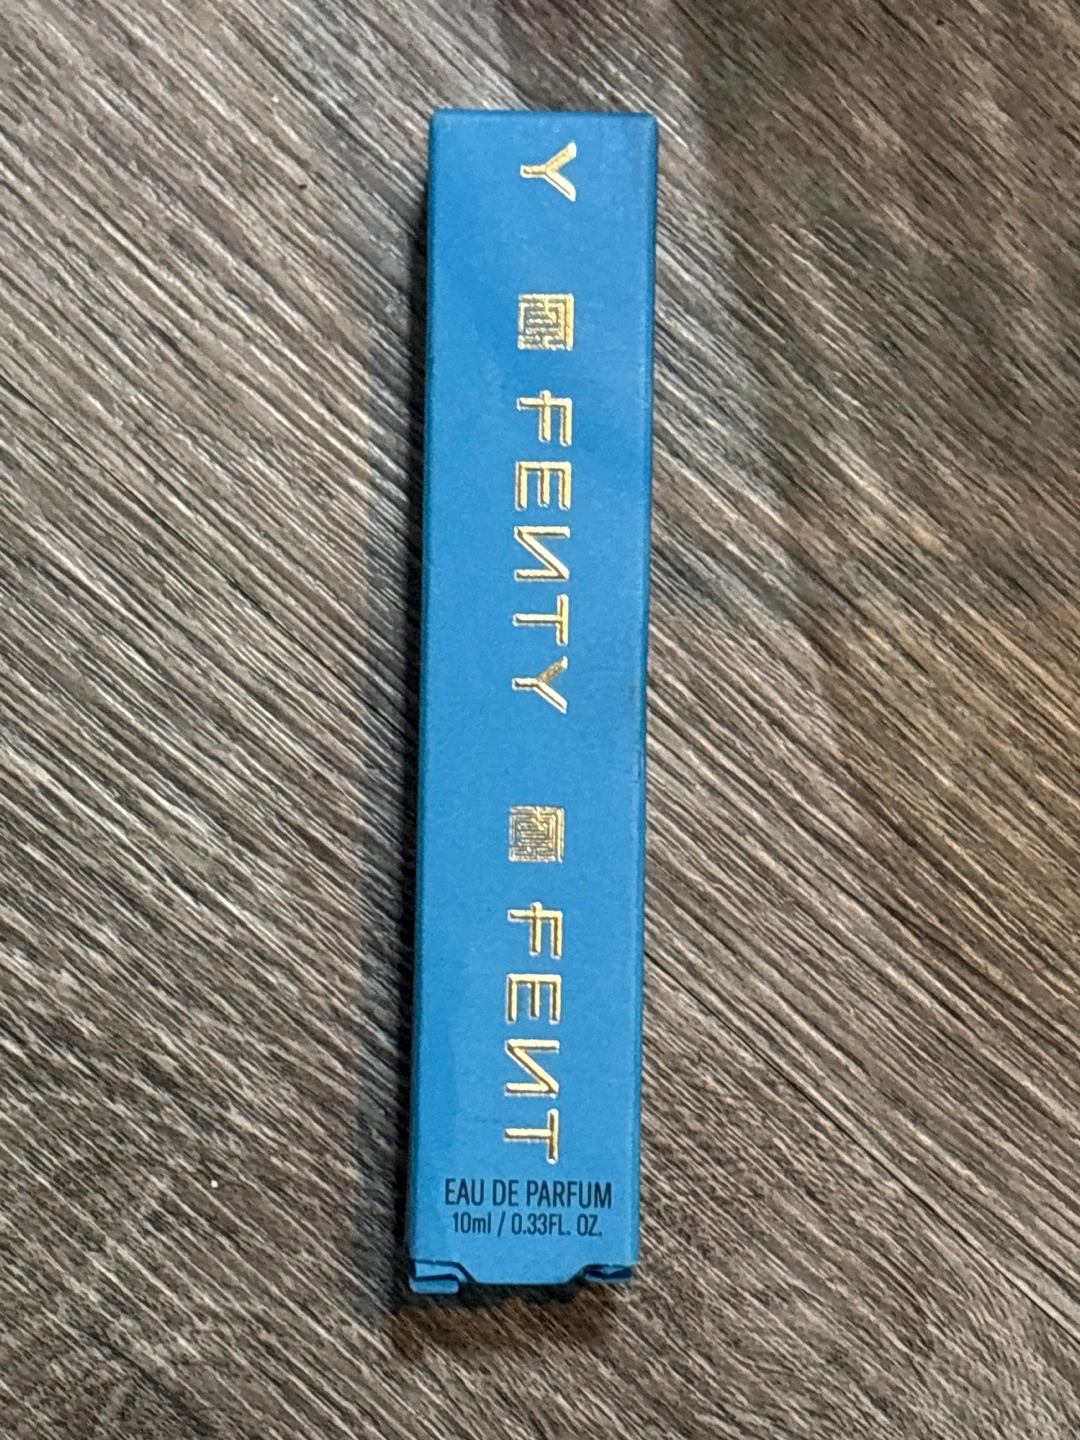 Y FENTY FENT
EAU DE PARFUM
10ml / 0.33FL. OZ.